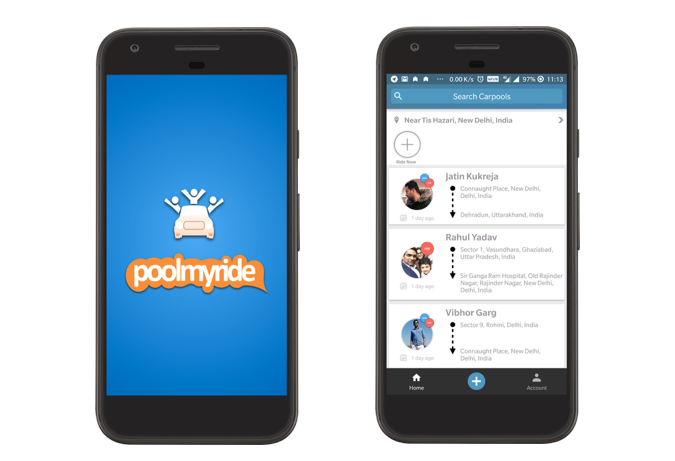 poolmyride
0.00 K/s
97%
11:13
Search Carpools
Near Tis Hazari, New Delhi, India
Ride Now
Jatin Kukreja
Connaught Place, New Delhi,
Delhi, India
Dehradun, Uttarakhand, India
1 day ago
Rahul Yadav
Sector 1, Vasundhara, Ghaziabad,
Uttar Pradesh, India
Sir Ganga Ram Hospital, Old Rajinder
Nagar, Rajinder Nagar, New Delhi,
Delhi, India
1 day ago
Vibhor Garg
Sector 9, Rohini, Delhi, India
Connaught Place, New Delhi,
Delhi, India
1 day ago
Home
Account